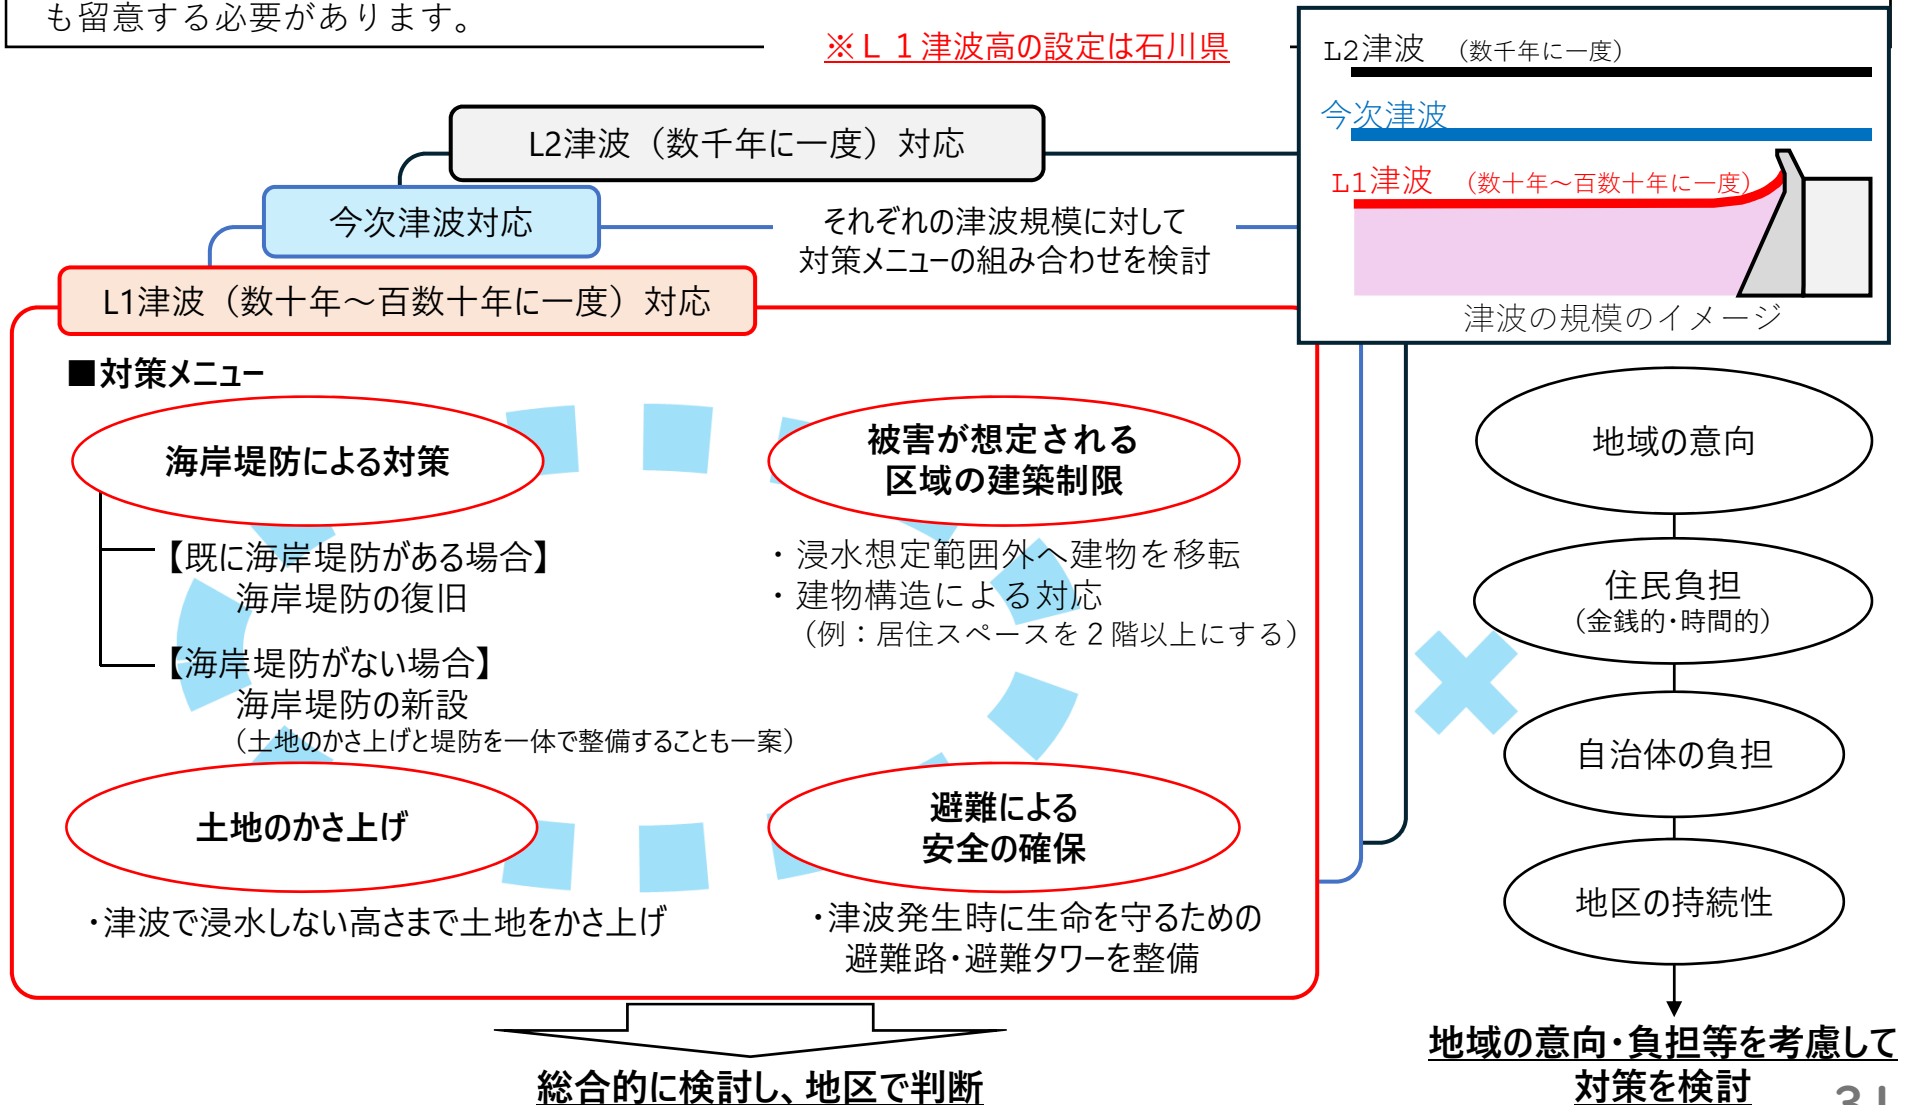 も留意する必要があります。
※Ｌ１津波高の設定は石川県
L2津波 （数千年に一度）
今次津波
L1津波 （数十年～百数十年に一度）
津波の規模のイメージ
L2津波（数千年に一度）対応
今次津波対応
それぞれの津波規模に対して
対策メニューの組み合わせを検討
L1津波（数十年～百数十年に一度）対応
■対策メニュー
海岸堤防による対策
【既に海岸堤防がある場合】
海岸堤防の復旧
【海岸堤防がない場合】
海岸堤防の新設
（土地のかさ上げと堤防を一体で整備することも一案）
被害が想定される
区域の建築制限
・浸水想定範囲外へ建物を移転
・建物構造による対応
（例：居住スペースを２階以上にする）
土地のかさ上げ
・津波で浸水しない高さまで土地をかさ上げ
避難による
安全の確保
・津波発生時に生命を守るための
避難路・避難タワーを整備
総合的に検討し、地区で判断
地域の意向
住民負担
（金銭的・時間的）
自治体の負担
地区の持続性
地域の意向・負担等を考慮して
対策を検討